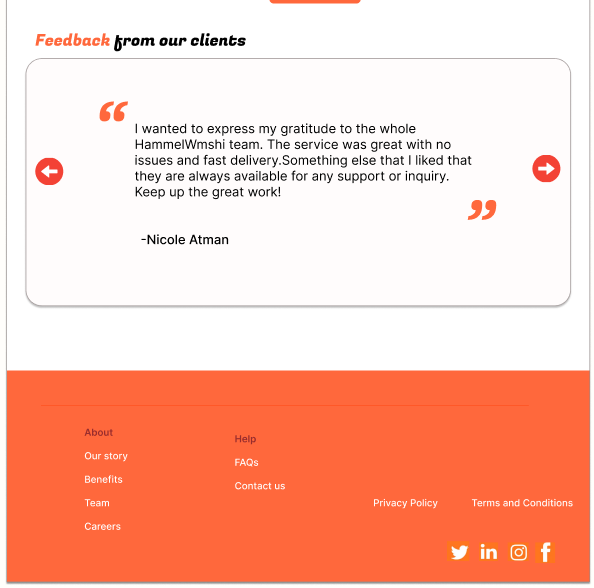 Feedback from our clients
“
I wanted to express my gratitude to the whole
HammelWmshi team. The service was great with no
issues and fast delivery.Something else that I liked that
they are always available for any support or inquiry.
Keep up the great work!
”
-Nicole Atman
About
Our story
Benefits
Team
Careers
Help
FAQs
Contact us
Privacy Policy
Terms and Conditions